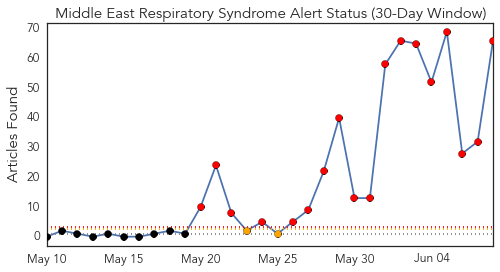 Middle East Respiratory Syndrome Alert Status (30-Day Window)
Articles Found
70
60
50
40
30
20
10
0
May 10 May 15 May 20 May 25 May 30 Jun 04